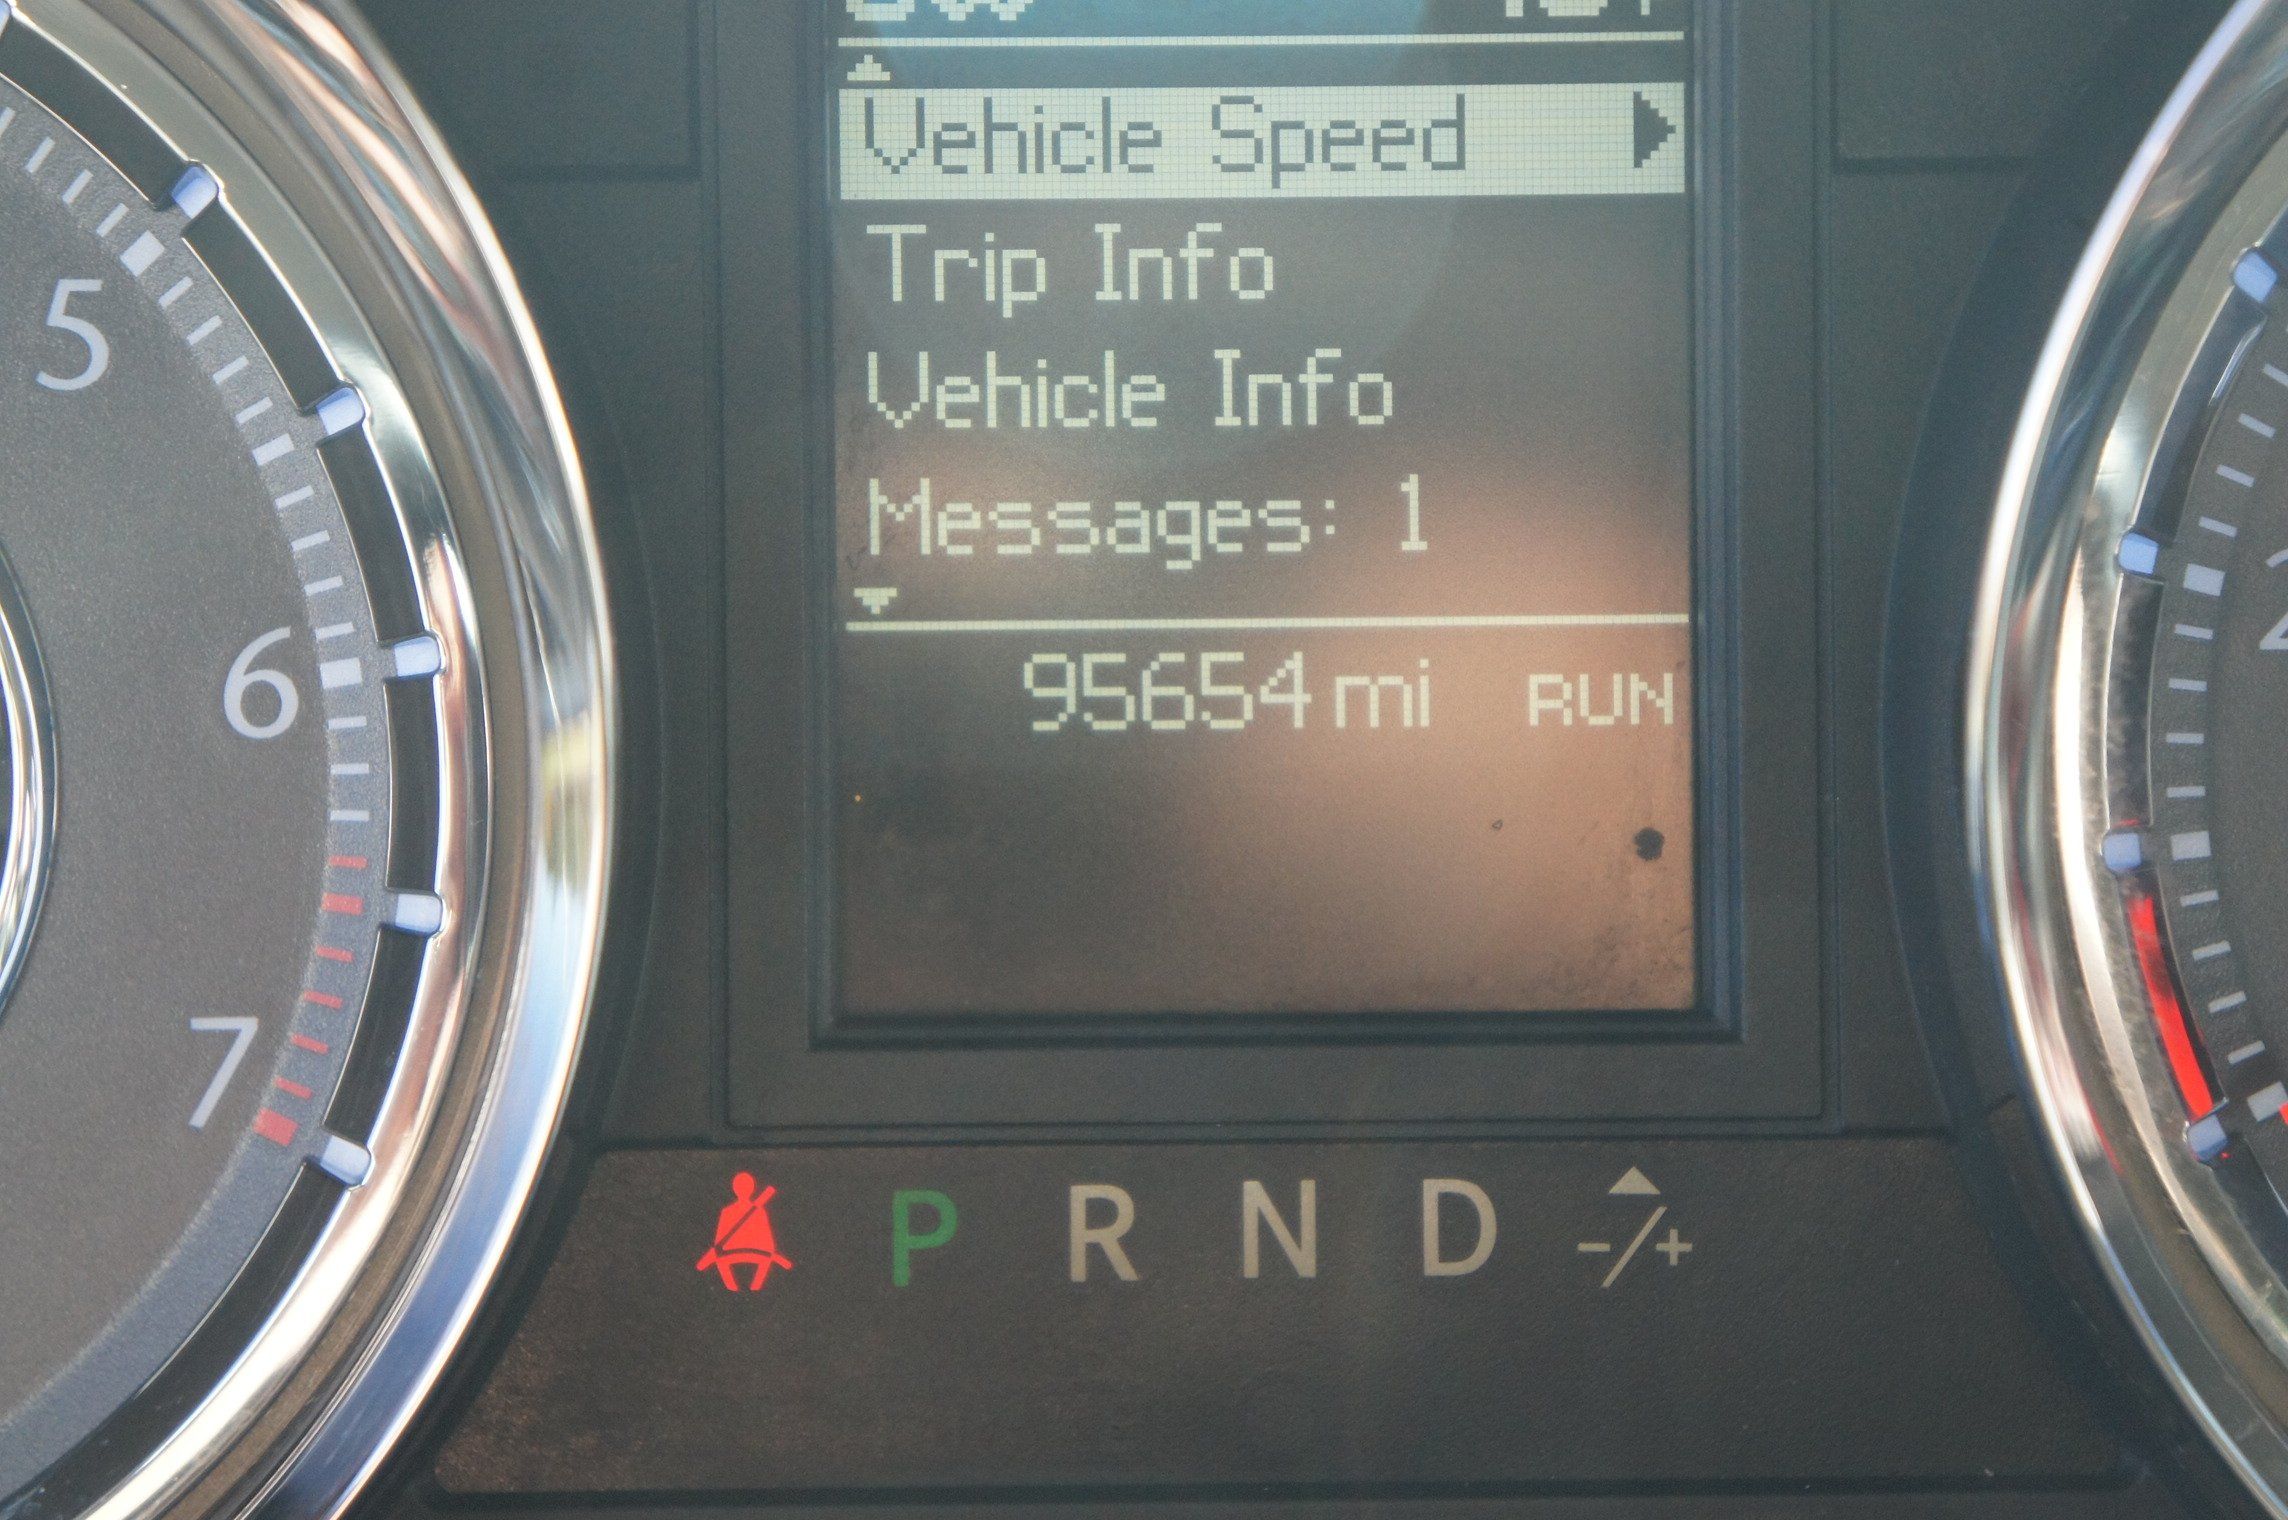 Vehicle Speed
Trip Info
Vehicle Info
Messages: 1
95654 mi RUN
5
6
7
P R N D -/+